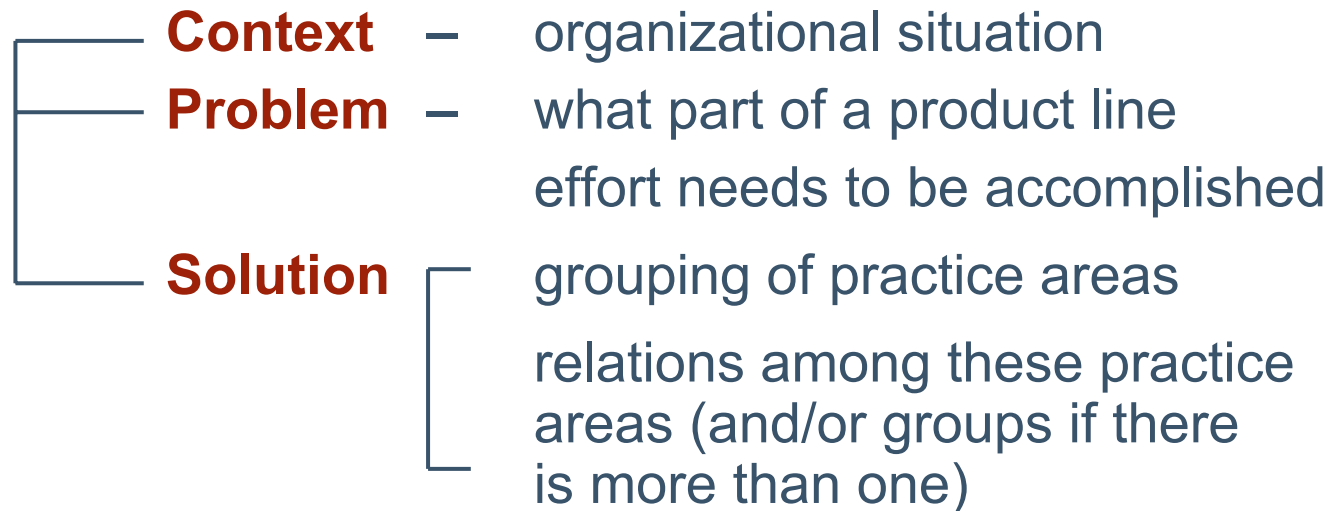 Context – organizational situation
Problem – what part of a product line
effort needs to be accomplished
Solution grouping of practice areas
relations among these practice
areas (and/or groups if there
is more than one)